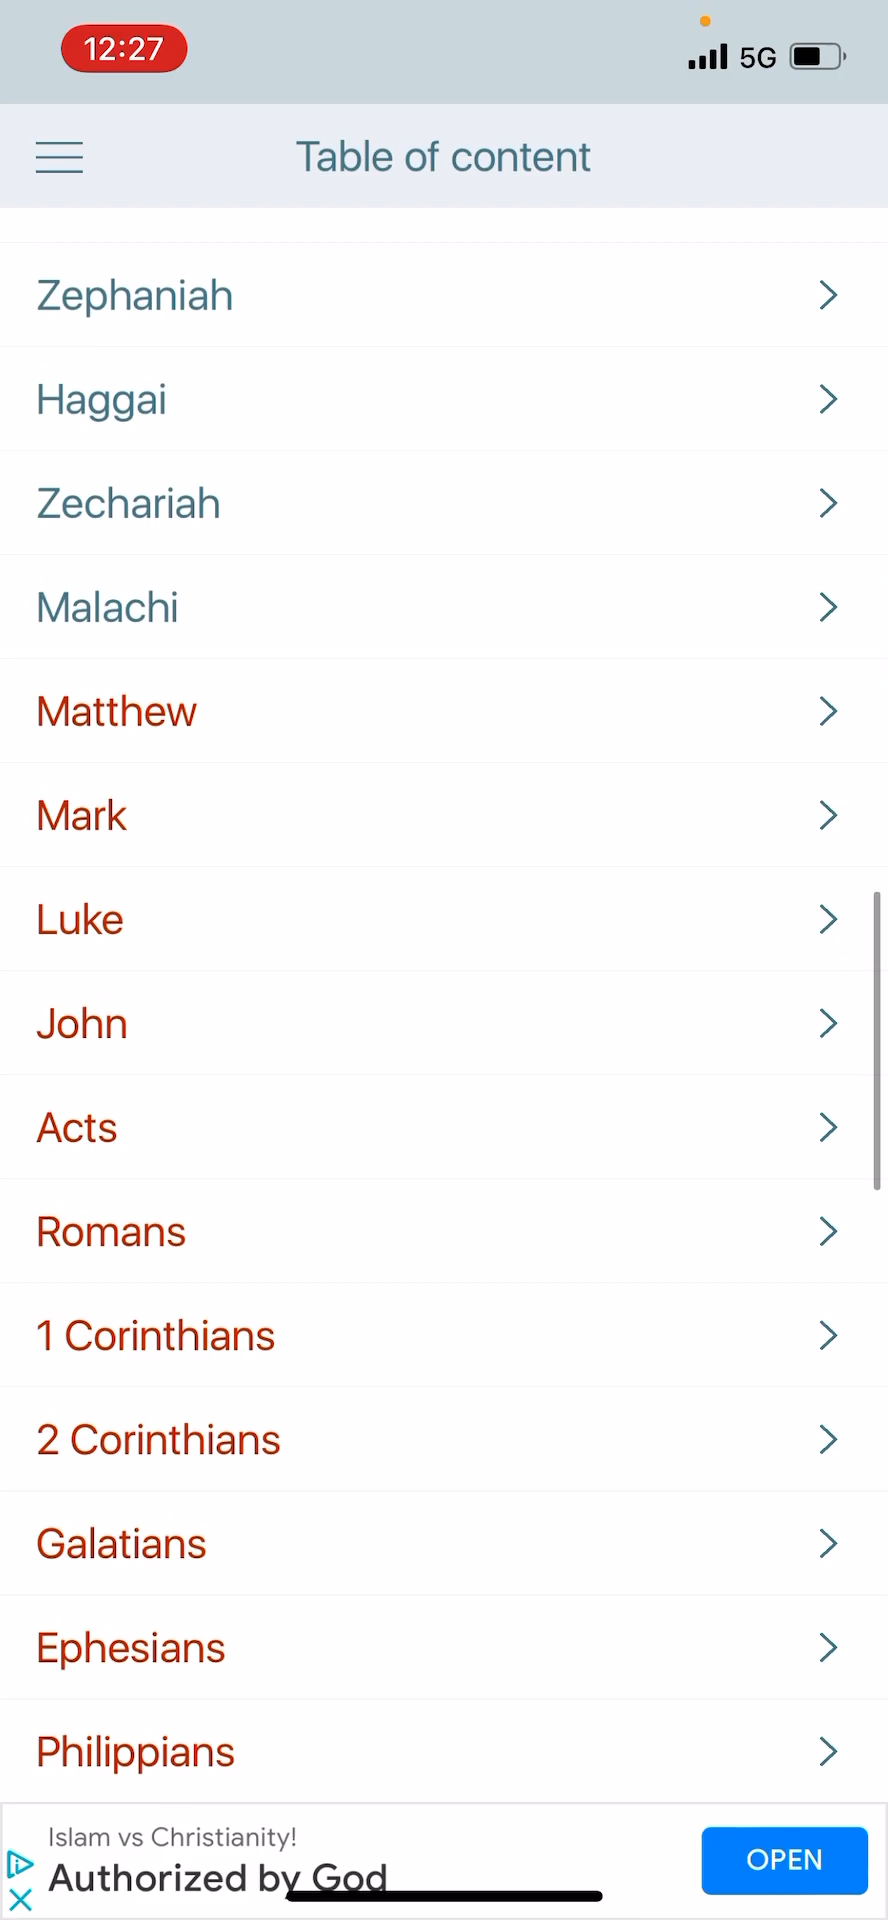 12:27
5G
Table of content
Zephaniah
Haggai
Zechariah
Malachi
Matthew
Mark
Luke
John
Acts
Romans
1 Corinthians
2 Corinthians
Galatians
Ephesians
Philippians
Islam vs Christianity!
Authorized by God
OPEN